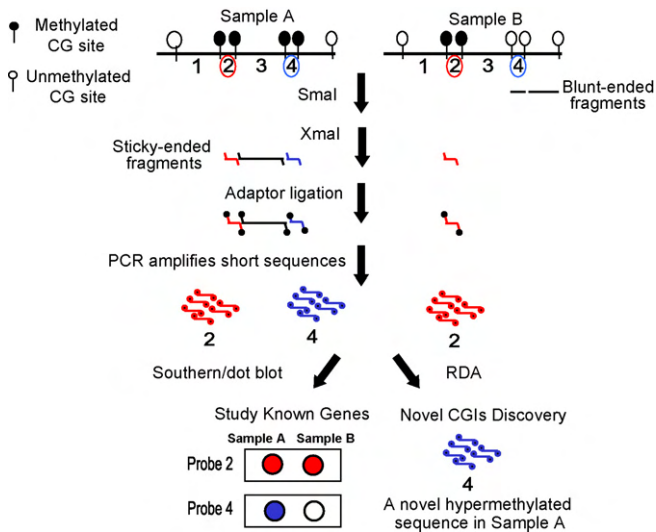 Sample A
Sample B
Methylated
CG site
Unmethylated
CG site
1 2 3 4
1 2 3 4
SmaI
Blunt-ended
fragments
XmaI
Sticky-ended
fragments
Adaptor ligation
PCR amplifies short sequences
2 4 2
Southern/dot blot
RDA
Study Known Genes
Novel CGIs Discovery
Sample A Sample B
Probe 2
Probe 4
4
A novel hypermethylated
sequence in Sample A